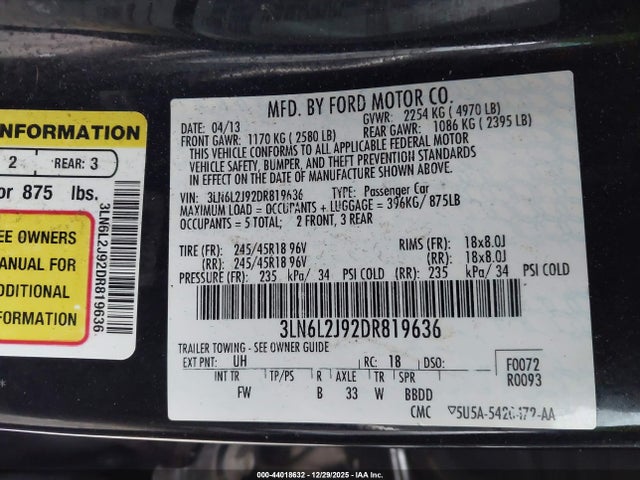 INFORMATION
2 REAR: 3
or 875 lbs.
EE OWNERS
ANUAL FOR
DDITIONAL
FORMATION
3LN6L2J92DR819636
MFD. BY FORD MOTOR CO.
04/13 GVWR: 2254 KG ( 4970 LB)
FRONT GAWR: 1170 KG ( 2580 LB) REAR GAWR: 1086 KG ( 2395 LB)
THIS VEHICLE CONFORMS TO ALL APPLICABLE FEDERAL MOTOR
VEHICLE SAFETY, BUMPER, AND THEFT PREVENTION STANDARDS
IN EFFECT ON THE DATE OF MANUFACTURE SHOWN ABOVE.
VIN: 3LN6L2J92DR819636 TYPE: Passenger Car
MAXIMUM LOAD = OCCUPANTS + LUGGAGE = 396KG/ 875LB
OCCUPANTS = 5 TOTAL; 2 FRONT, 3 REAR
TIRE (FR): 245/45R18 96V RIMS (FR): 18x8.0J
(RR): 245/45R18 96V (RR): 18x8.0J
PRESSURE (FR): 235 kPa/ 34 PSI COLD (RR): 235 kPa/ 34 PSI COLD
3LN6L2J92DR819636
TRAILER TOWING - SEE OWNER GUIDE
EXT PNT: UH RC: 18 DSO: F0072
R0093
INT TR TP/PS R AXLE TR SPR
FW B 33 W BBDD
CMC
000-44018632 - 12/29/2025 - IAA Inc.